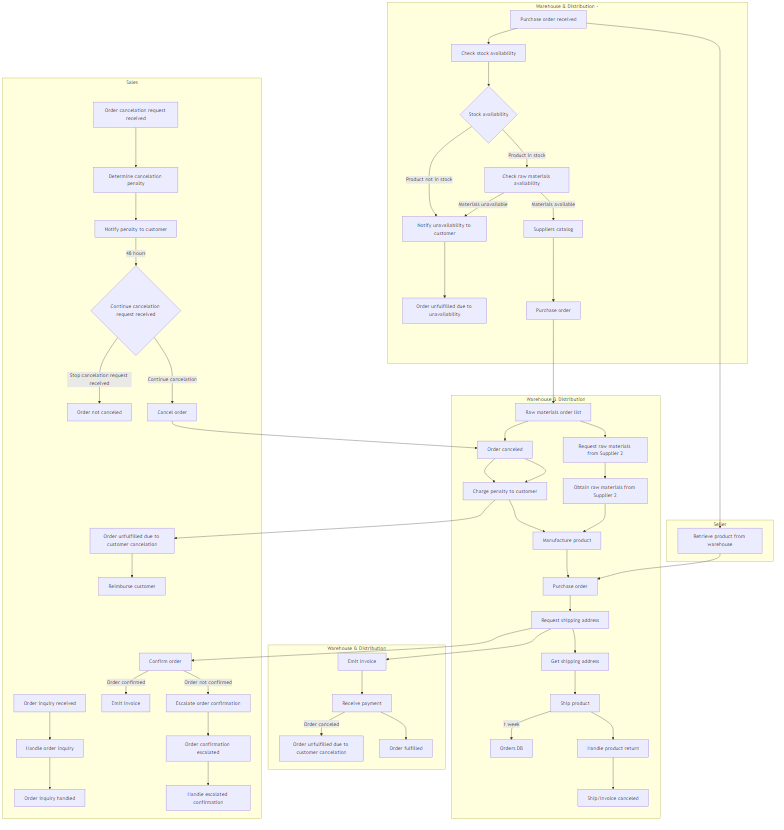 Warehouse & Distribution -
Purchase order received
Check stock availability
Stock availability
Product in stock
Product not in stock
Check raw materials
availability
Materials unavailable
Materials available
Notify unavailability to
customer
Suppliers catalog
Order unfulfilled due to
unavailability
Purchase order
Sales
Order cancelation request
received
Determine cancelation
penalty
Notify penalty to customer
48 hours
Continue cancelation
request received
Stop cancelation request
received
Continue cancelation
Order not canceled
Cancel order
Order unfulfilled due to
customer cancelation
Reimburse customer
Confirm order
Order confirmed
Order not confirmed
Order inquiry received
Emit invoice
Escalate order confirmation
Handle order inquiry
Order confirmation
escalated
Order inquiry handled
Handle escalated
confirmation
Warehouse & Distribution
Raw materials order list
Order canceled
Request raw materials
from Supplier 2
Charge penalty to customer
Obtain raw materials from
Supplier 2
Manufacture product
Purchase order
Request shipping address
Get shipping address
Ship product
1 week
Orders DB
Handle product return
Ship/invoice canceled
Seller
Retrieve product from
warehouse
Warehouse & Distribution
Emit invoice
Receive payment
Order canceled
Order unfulfilled due to
customer cancelation
Order fulfilled